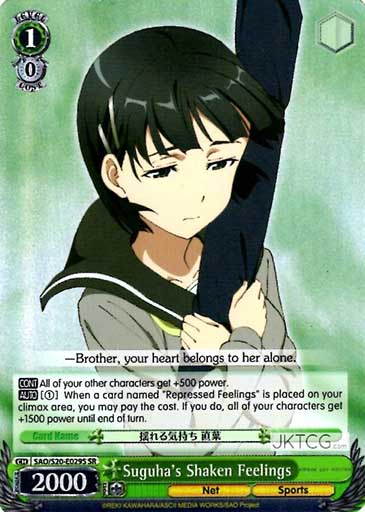 LEVEL
1
0
COST
—Brother, your heart belongs to her alone.
CONT All of your other characters get +500 power.
AUTO [①] When a card named "Repressed Feelings" is placed on your
climax area, you may pay the cost. If you do, all of your characters get
+1500 power until end of turn.
Card Name 揺れる気持ち 直葉
JKTCG.com
CH SAO/S20-E029S SR
Suguha's Shaken Feelings
2000
Net Sports
©REKI KAWAHARA/ASCII MEDIA WORKS/SAO Project